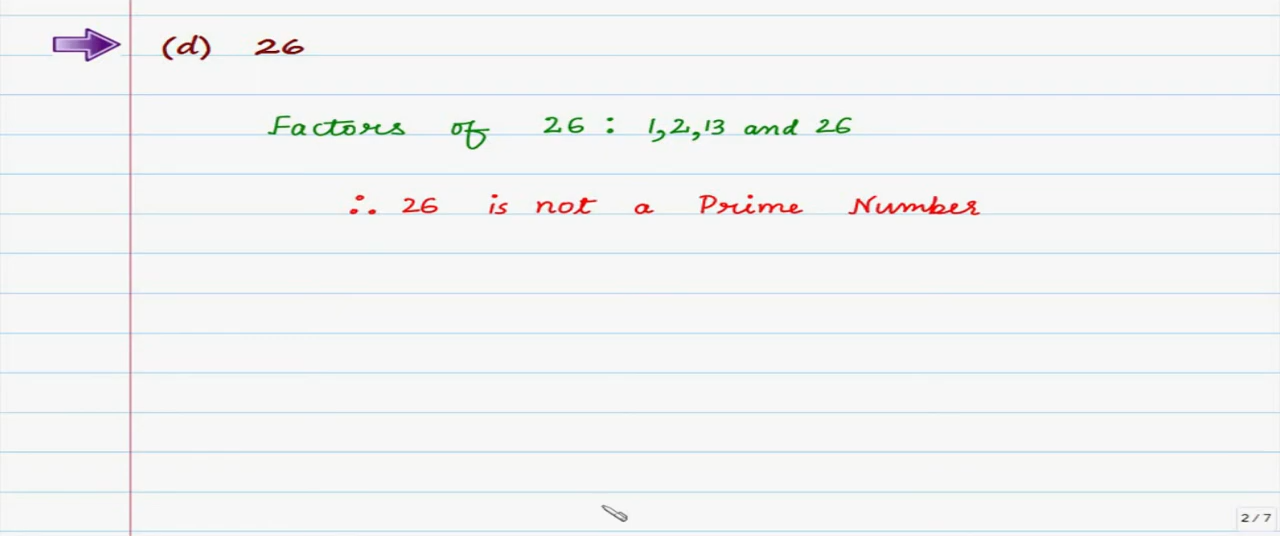 (d) 26
Factors of 26 : 1,2,13 and 26
∴ 26 is not a Prime Number
2/7